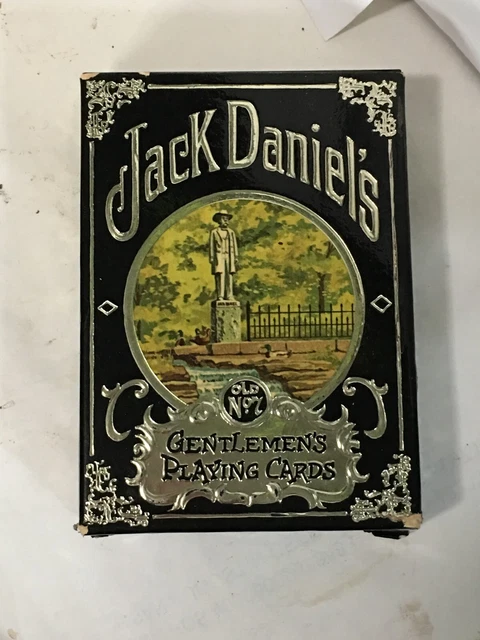 Jack Daniel's
OLD
No 7
GENTLEMEN'S
PLAYING CARDS